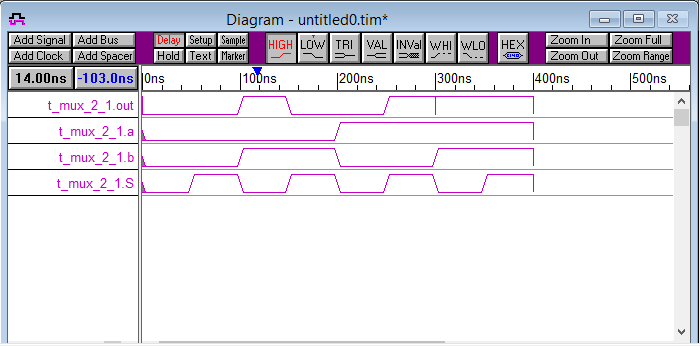 Diagram - untitled0.tim*
Add Signal Add Bus Delay Setup Sample HIGH LOW TRI VAL INVal WHI WLO HEX Zoom In Zoom Full
Add Clock Add Spacer Hold Text Marker Zoom Out Zoom Range
14.00ns -103.0ns 0ns 100ns 200ns 300ns 400ns 500ns
t_mux_2_1.out
t_mux_2_1.a
t_mux_2_1.b
t_mux_2_1.S